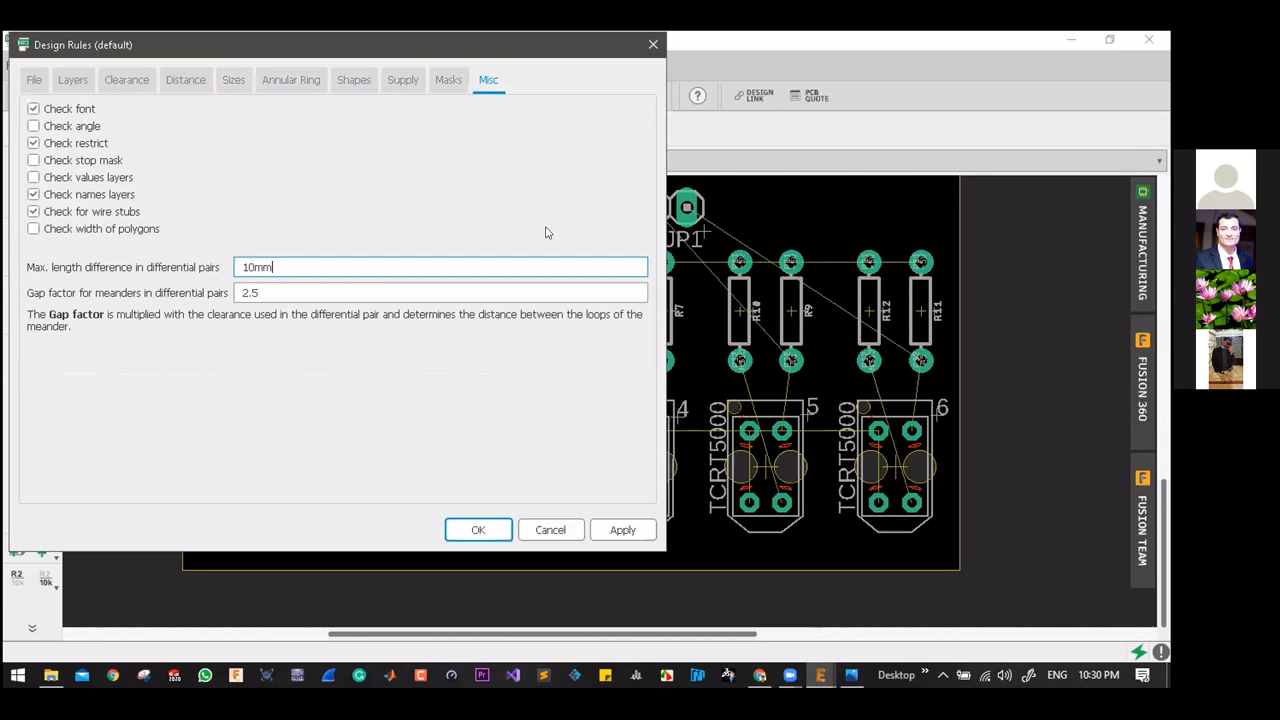 Design Rules (default)
File Layers Clearance Distance Sizes Annular Ring Shapes Supply Masks Misc
Check font
Check angle
Check restrict
Check stop mask
Check values layers
Check names layers
Check for wire stubs
Check width of polygons
Max. length difference in differential pairs 10mm
Gap factor for meanders in differential pairs 2.5
The Gap factor is multiplied with the clearance used in the differential pair and determines the distance between the loops of the
meander.
OK Cancel Apply
DESIGN
LINK
PCB
QUOTE
JP1
R7 R10 R9 R12 R11
4 5 6
TCRT5000 TCRT5000
MANUFACTURING
FUSION 360
FUSION TEAM
R2 R2
10k 10k
Desktop ENG 10:30 PM